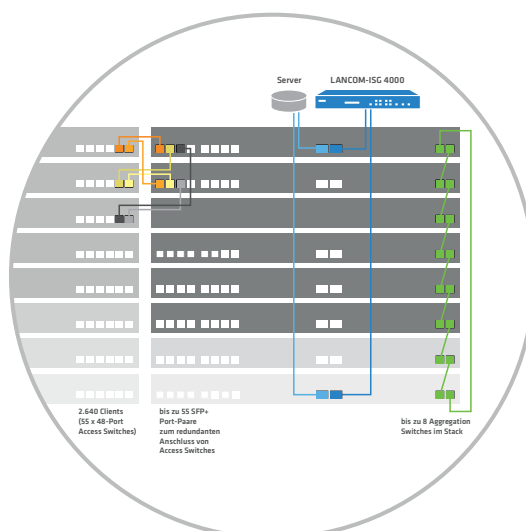 Server
LANCOM-ISG 4000
2.640 Clients
(55 x 48-Port
Access Switches)
bis zu 55 SFP+
Port-Paare
zum redundanten
Anschluss von
Access Switches
bis zu 8 Aggregation
Switches im Stack